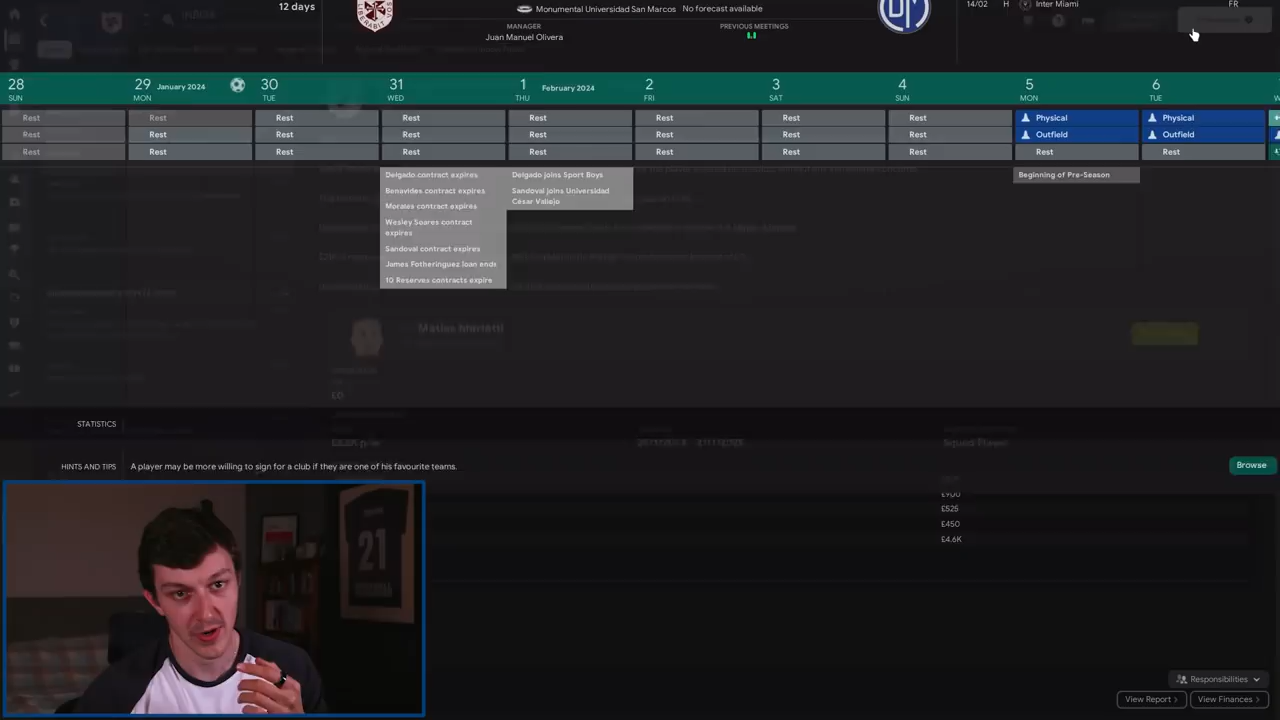 12 days
Monumental Universidad San Marcos No forecast available
14/02 H Inter Miami FR
MANAGER
PREVIOUS MEETINGS
Juan Manuel Olivera
28 29 January 2024 30 31 1 February 2024 2 3 4 5 6
SUN MON TUE WED THU FRI SAT SUN MON TUE
Rest Rest Rest Rest Rest Rest Rest Rest Physical Physical
Rest Rest Rest Rest Rest Rest Rest Rest Outfield Outfield
Rest Rest Rest Rest Rest Rest Rest Rest Rest Rest
Delgado contract expires
Benavides contract expires
Morales contract expires
Wesley Soares contract
expires
Sandoval contract expires
James Fotheringuez loan ends
10 Reserves contracts expire
Delgado joins Sport Boys
Sandoval joins Universidad
César Vallejo
Beginning of Pre-Season
£0
STATISTICS
Squad Player
HINTS AND TIPS A player may be more willing to sign for a club if they are one of his favourite teams.
Browse
£900
£525
£450
£4.6K
21
Responsibilities
View Report
View Finances